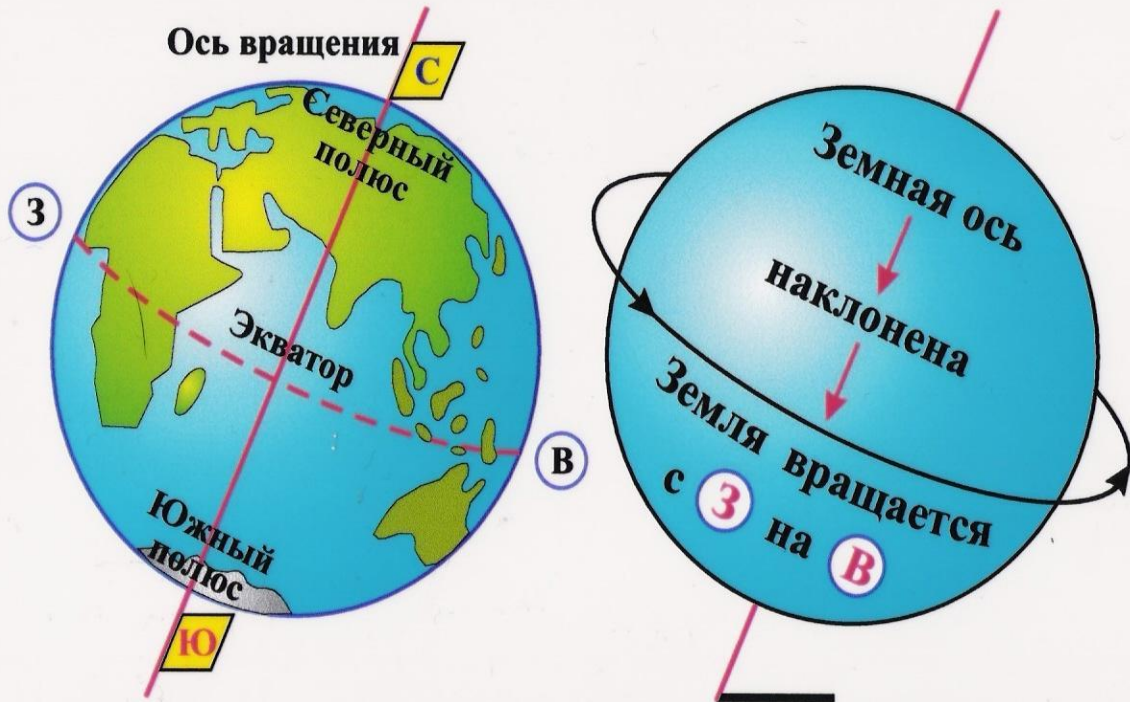 Ось вращения
С
Северный
полюс
З
Экватор
В
Южный
полюс
Ю
Земная ось
наклонена
Земля вращается
с З на В